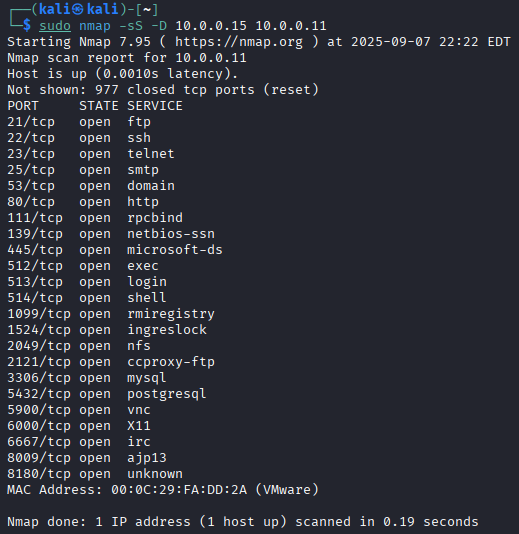 ┌──(kali㉿kali)-[~]
└─$ sudo nmap -sS -D 10.0.0.15 10.0.0.11
Starting Nmap 7.95 ( https://nmap.org ) at 2025-09-07 22:22 EDT
Nmap scan report for 10.0.0.11
Host is up (0.0010s latency).
Not shown: 977 closed tcp ports (reset)
PORT     STATE SERVICE
21/tcp   open  ftp
22/tcp   open  ssh
23/tcp   open  telnet
25/tcp   open  smtp
53/tcp   open  domain
80/tcp   open  http
111/tcp  open  rpcbind
139/tcp  open  netbios-ssn
445/tcp  open  microsoft-ds
512/tcp  open  exec
513/tcp  open  login
514/tcp  open  shell
1099/tcp open  rmiregistry
1524/tcp open  ingreslock
2049/tcp open  nfs
2121/tcp open  ccproxy-ftp
3306/tcp open  mysql
5432/tcp open  postgresql
5900/tcp open  vnc
6000/tcp open  X11
6667/tcp open  irc
8009/tcp open  ajp13
8180/tcp open  unknown
MAC Address: 00:0C:29:FA:DD:2A (VMware)
Nmap done: 1 IP address (1 host up) scanned in 0.19 seconds